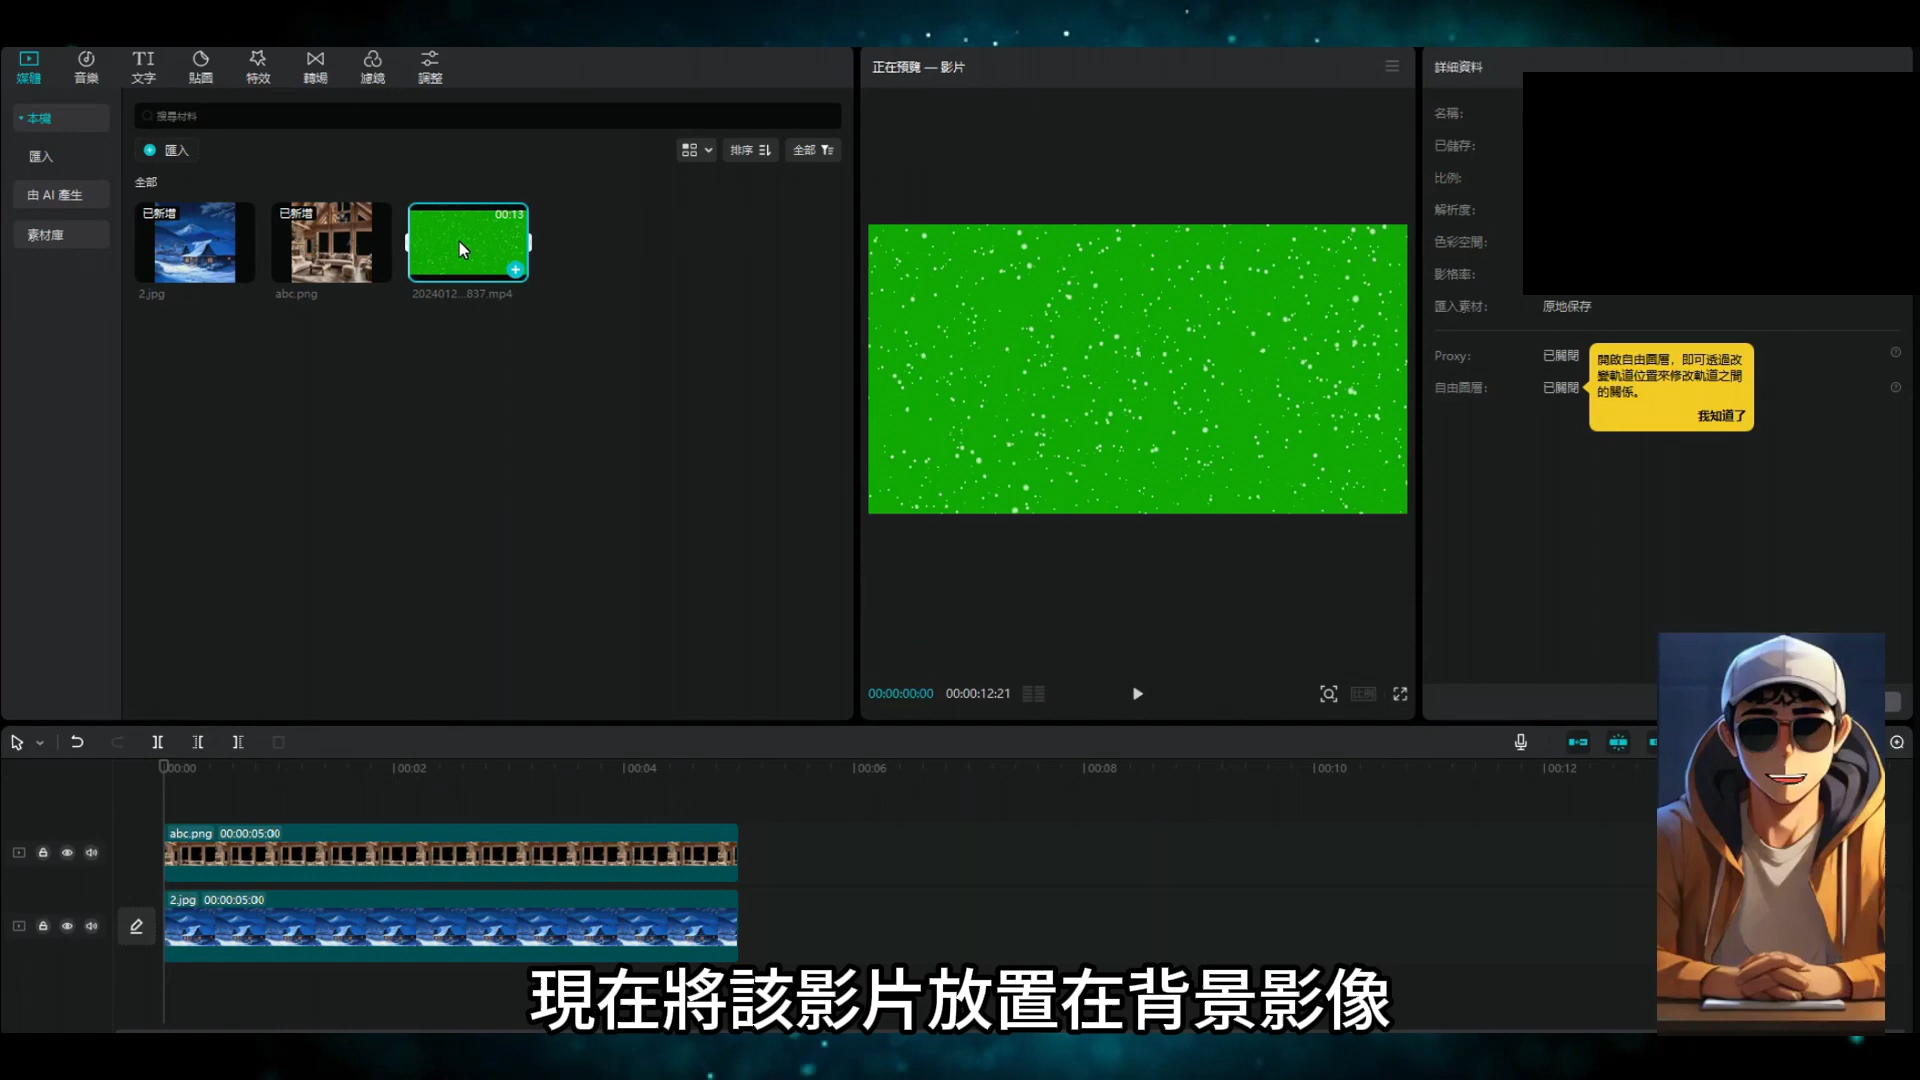 媒體
音樂
文字
貼圖
特效
轉場
濾鏡
調整
本機
匯入
由 AI 產生
素材庫
搜尋材料
匯入
排序
全部
全部
已新增
2.jpg
已新增
abc.png
00:13
2024012...837.mp4
正在預覽 — 影片
00:00:00:00 00:00:12:21
比例
詳細資料
名稱:
已儲存:
比例:
解析度:
色彩空間:
影格率:
匯入素材: 原地保存
Proxy: 已關閉
自由圖層: 已關閉
開啟自由圖層，即可透過改
變軌道位置來修改軌道之間
的關係。
我知道了
00:00 00:02 00:04 00:06 00:08 00:10 00:12
abc.png 00:00:05:00
2.jpg 00:00:05:00
現在將該影片放置在背景影像